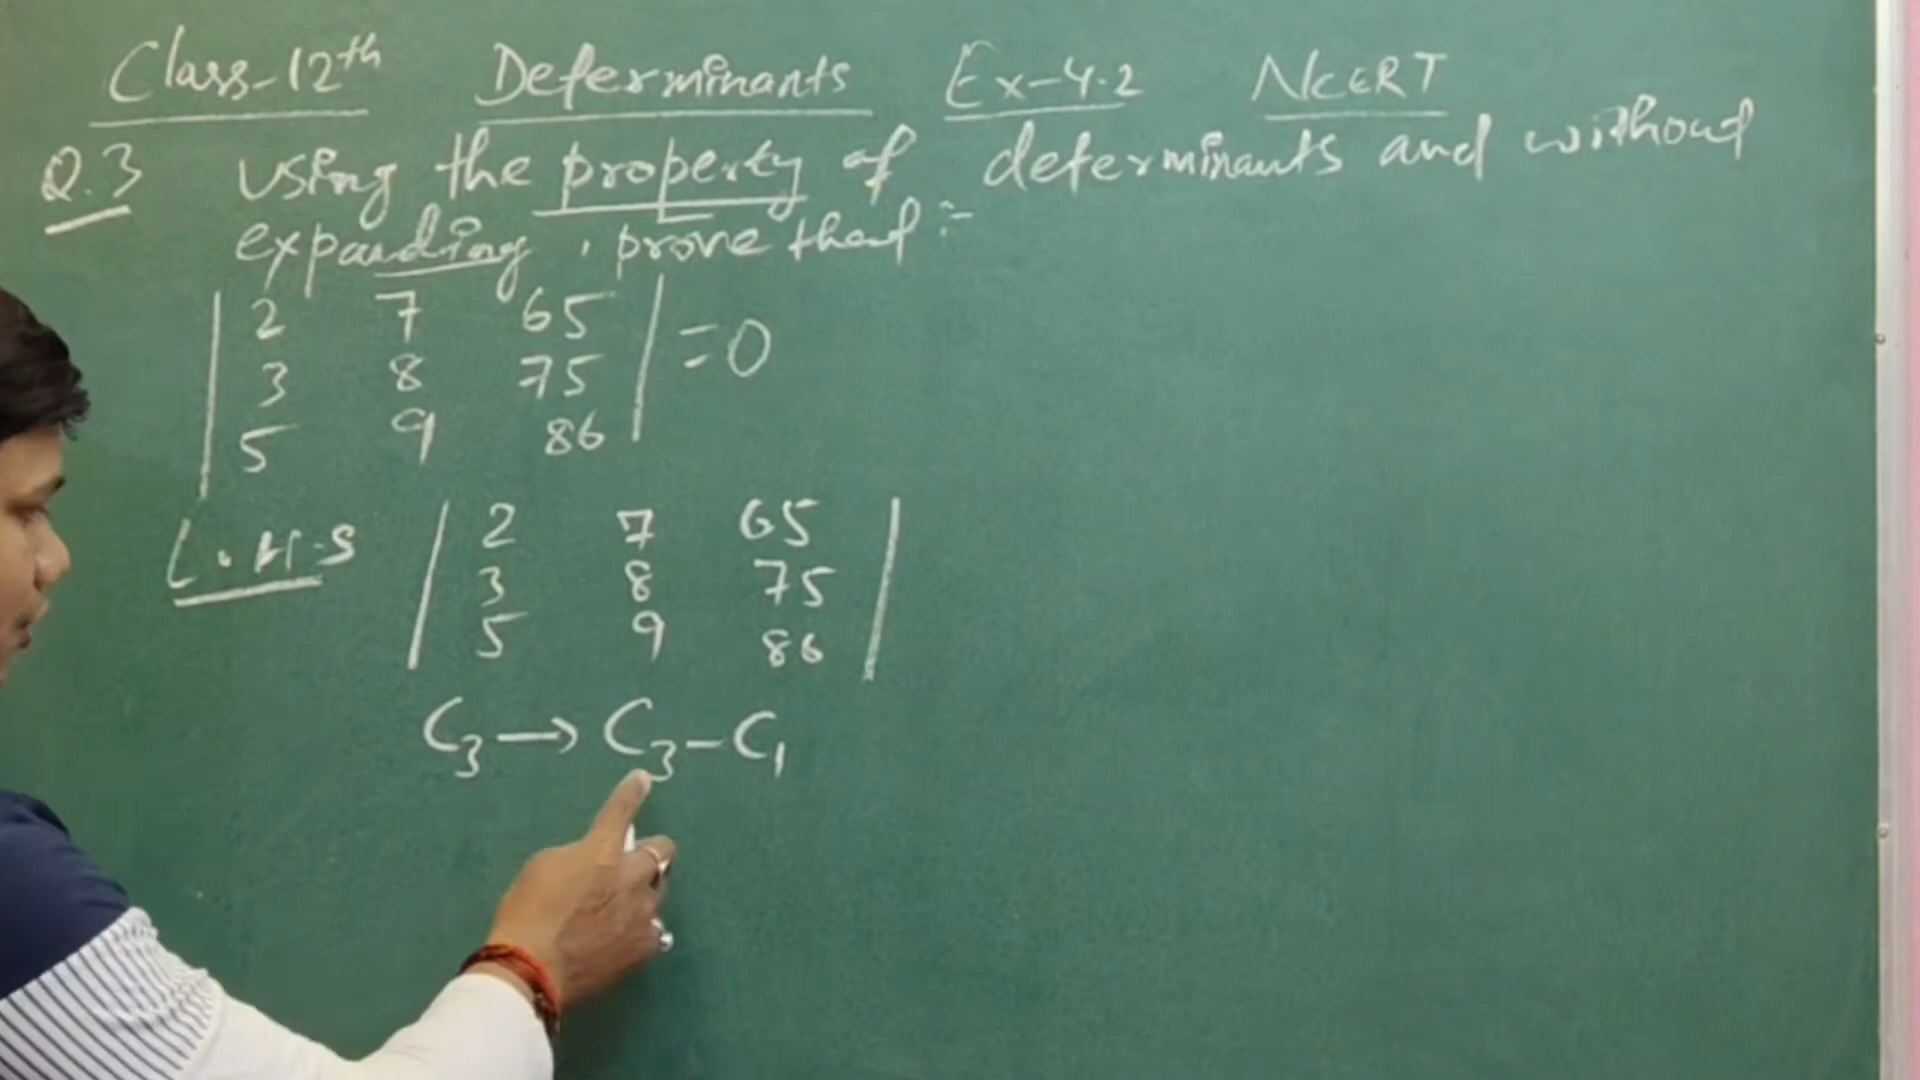 Class-12th Determinants Ex-4.2 NCERT
Q.3 Using the property of determinants and without
expanding, prove that :-
| 2 7 65 |
| 3 8 75 | = 0
| 5 9 86 |
L.H.S | 2 7 65 |
| 3 8 75 |
| 5 9 86 |
C₃ → C₃ - C₁